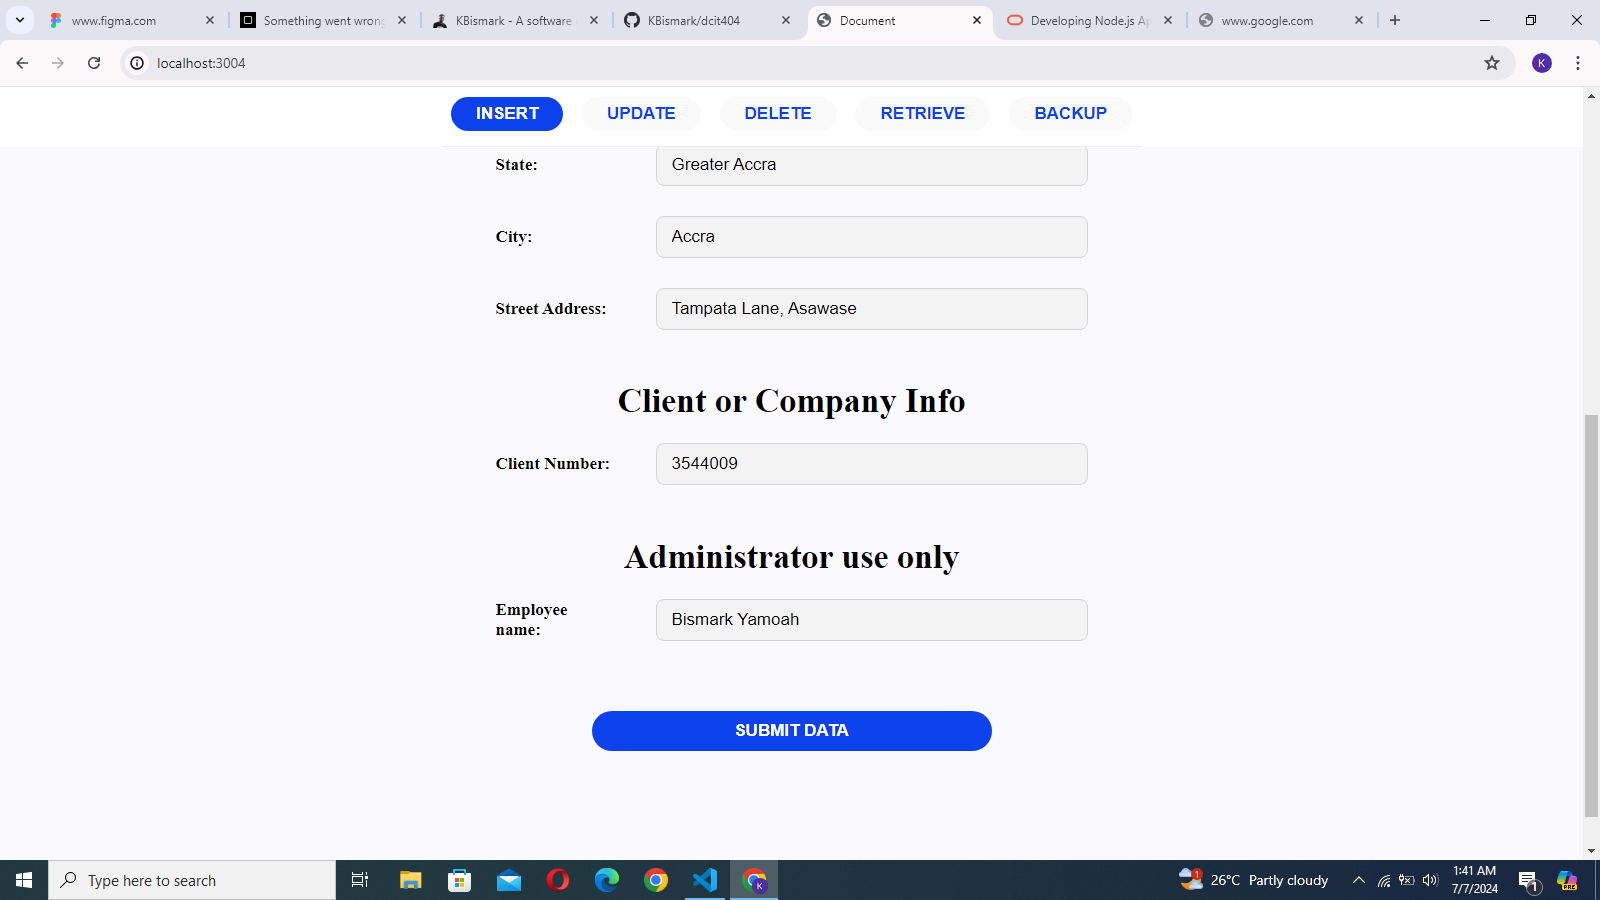 www.figma.com
Something went wrong
KBismark - A software
KBismark/dcit404
Document
Developing Node.js Ap
www.google.com
localhost:3004
K
INSERT
UPDATE
DELETE
RETRIEVE
BACKUP
State:
Greater Accra
City:
Accra
Street Address:
Tampata Lane, Asawase
Client or Company Info
Client Number:
3544009
Administrator use only
Employee
name:
Bismark Yamoah
SUBMIT DATA
Type here to search
K
1
26°C Partly cloudy
1:41 AM
7/7/2024
1
PRE